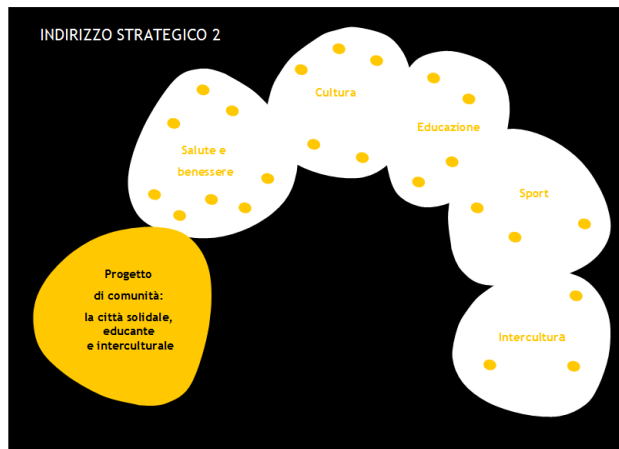 INDIRIZZO STRATEGICO 2
Cultura
Educazione
Salute e
benessere
Sport
Progetto
di comunità:
la città solidale,
educante
e interculturale
Intercultura